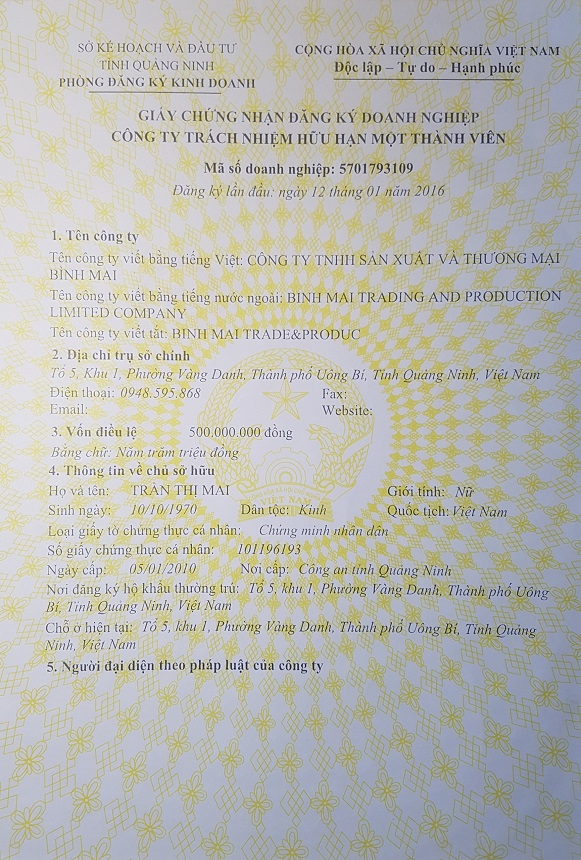 SỞ KẾ HOẠCH VÀ ĐẦU TƯ
TỈNH QUẢNG NINH
PHÒNG ĐĂNG KÝ KINH DOANH
CỘNG HÒA XÃ HỘI CHỦ NGHĨA VIỆT NAM
Độc lập – Tự do – Hạnh phúc
GIẤY CHỨNG NHẬN ĐĂNG KÝ DOANH NGHIỆP
CÔNG TY TRÁCH NHIỆM HỮU HẠN MỘT THÀNH VIÊN
Mã số doanh nghiệp: 5701793109
Đăng ký lần đầu: ngày 12 tháng 01 năm 2016
1. Tên công ty
Tên công ty viết bằng tiếng Việt: CÔNG TY TNHH SẢN XUẤT VÀ THƯƠNG MẠI
BÌNH MAI
Tên công ty viết bằng tiếng nước ngoài: BINH MAI TRADING AND PRODUCTION
LIMITED COMPANY
Tên công ty viết tắt: BINH MAI TRADE&PRODUC
2. Địa chỉ trụ sở chính
Tổ 5, Khu 1, Phường Vàng Danh, Thành phố Uông Bí, Tỉnh Quảng Ninh, Việt Nam
Điện thoại: 0948.595.868 Fax:
Email: Website:
3. Vốn điều lệ 500.000.000 đồng
Bằng chữ: Năm trăm triệu đồng
4. Thông tin về chủ sở hữu
Họ và tên: TRẦN THỊ MAI Giới tính: Nữ
Sinh ngày: 10/10/1970 Dân tộc: Kinh Quốc tịch: Việt Nam
Loại giấy tờ chứng thực cá nhân: Chứng minh nhân dân
Số giấy chứng thực cá nhân: 101196193
Ngày cấp: 05/01/2010 Nơi cấp: Công an tỉnh Quảng Ninh
Nơi đăng ký hộ khẩu thường trú: Tổ 5, khu 1, Phường Vàng Danh, Thành phố Uông
Bí, Tỉnh Quảng Ninh, Việt Nam
Chỗ ở hiện tại: Tổ 5, khu 1, Phường Vàng Danh, Thành phố Uông Bí, Tỉnh Quảng
Ninh, Việt Nam
5. Người đại diện theo pháp luật của công ty